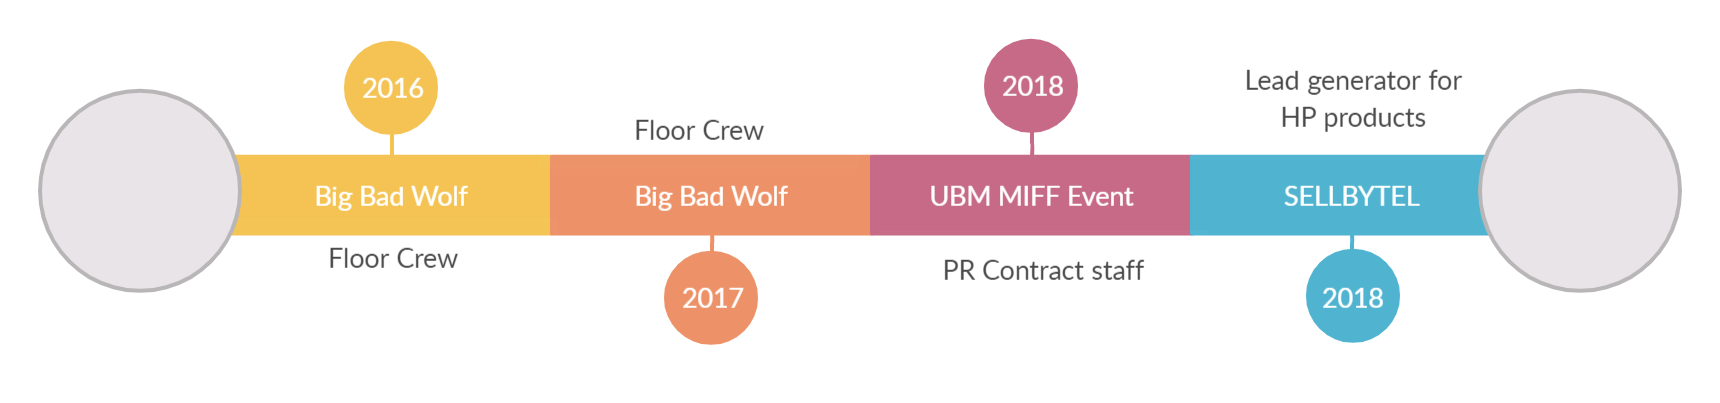 2016
Big Bad Wolf
Floor Crew
Floor Crew
Big Bad Wolf
2017
2018
UBM MIFF Event
PR Contract staff
Lead generator for
HP products
SELLBYTEL
2018